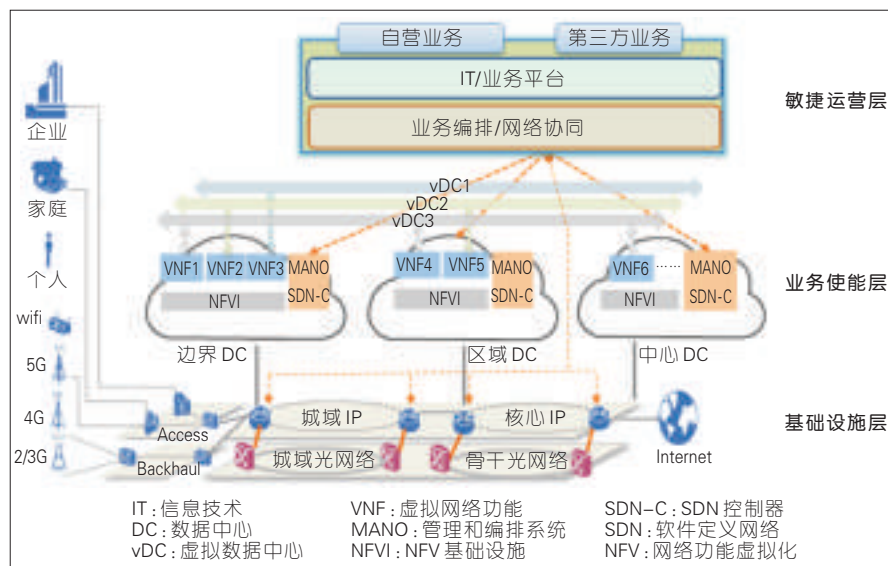 自营业务 第三方业务
IT/业务平台
敏捷运营层
业务编排/网络协同
企业
家庭
个人
wifi
5G
4G
2/3G
vDC1
vDC2
vDC3
VNF1 VNF2 VNF3 MANO
NFVI SDN-C
VNF4 VNF5 MANO
NFVI SDN-C
VNF6 …… MANO
NFVI SDN-C
业务使能层
边界 DC 区域 DC 中心 DC
城域 IP 核心 IP
基础设施层
Access
城域光网络 骨干光网络
Internet
Backhaul
IT:信息技术 VNF:虚拟网络功能 SDN-C:SDN 控制器
DC:数据中心 MANO:管理和编排系统 SDN:软件定义网络
vDC:虚拟数据中心 NFVI:NFV 基础设施 NFV:网络功能虚拟化